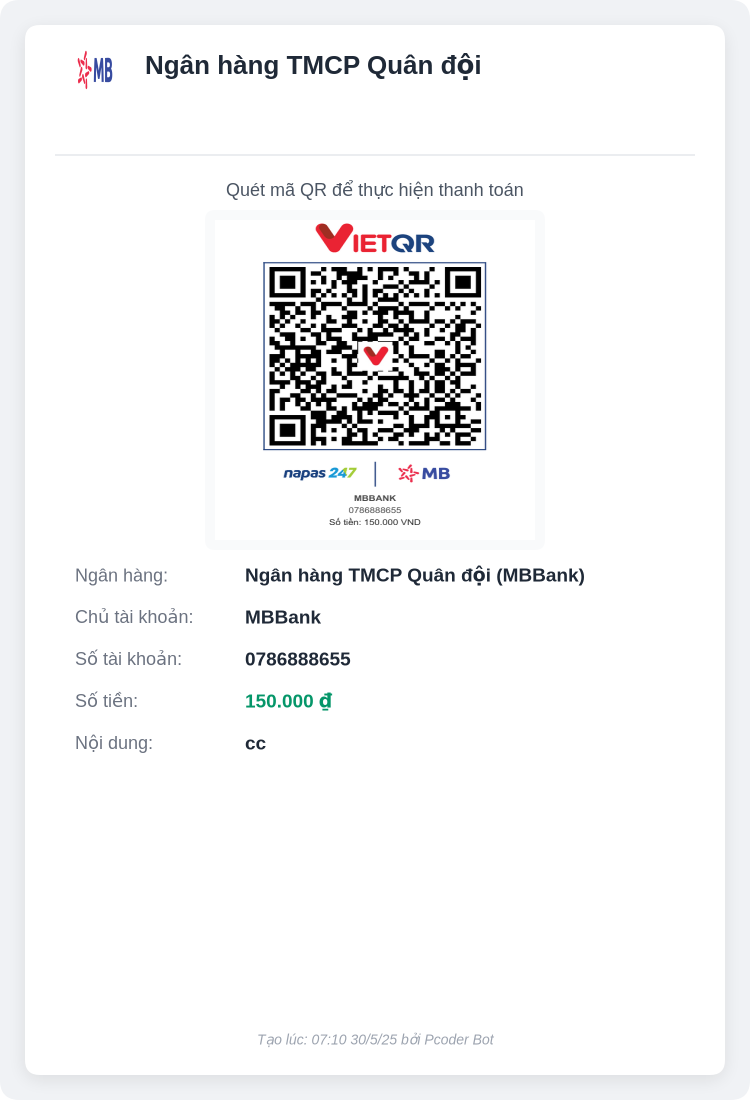 MB
Ngân hàng TMCP Quân đội
Quét mã QR để thực hiện thanh toán
VIETQR
napas 247 MB
MBBANK
0786888655
Số tiền: 150.000 VND
Ngân hàng: Ngân hàng TMCP Quân đội (MBBank)
Chủ tài khoản: MBBank
Số tài khoản: 0786888655
Số tiền: 150.000 ₫
Nội dung: cc
Tạo lúc: 07:10 30/5/25 bởi Pcoder Bot